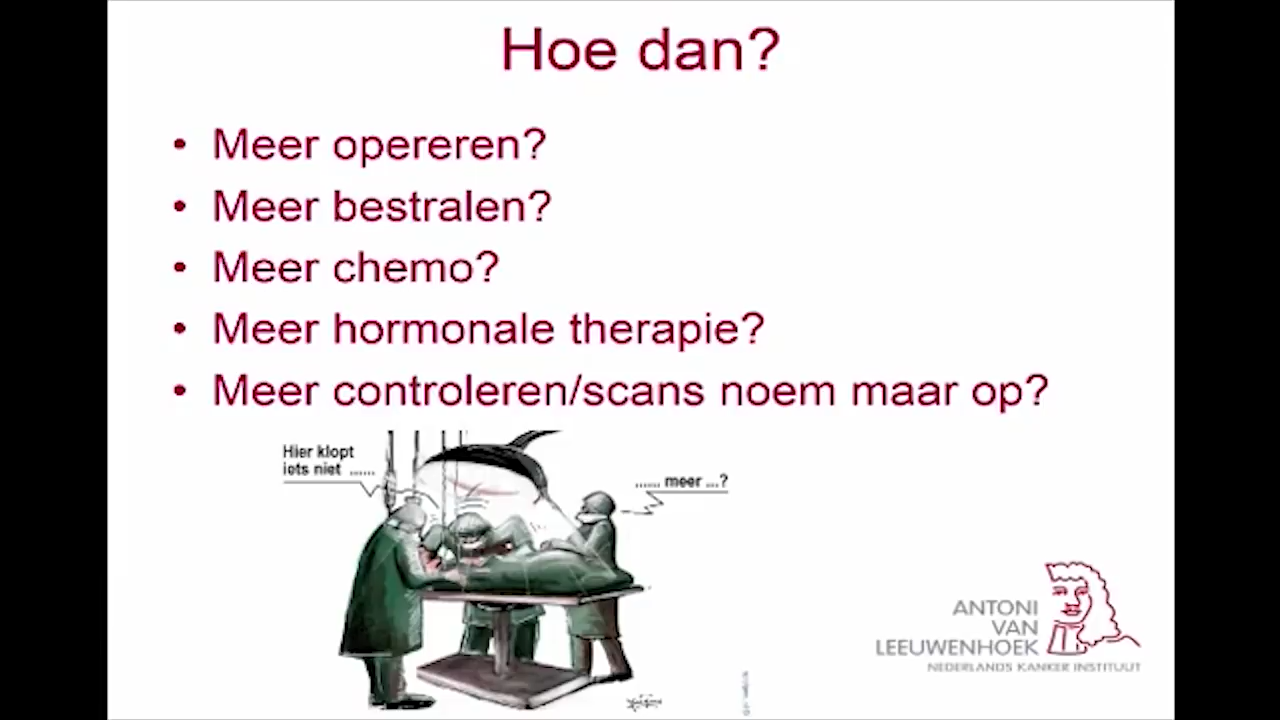 Hoe dan?
• Meer opereren?
• Meer bestralen?
• Meer chemo?
• Meer hormonale therapie?
• Meer controleren/scans noem maar op?
Hier klopt
iets niet ......
...... meer ...?
ANTONI
VAN
LEEUWENHOEK
NEDERLANDS KANKER INSTITUUT